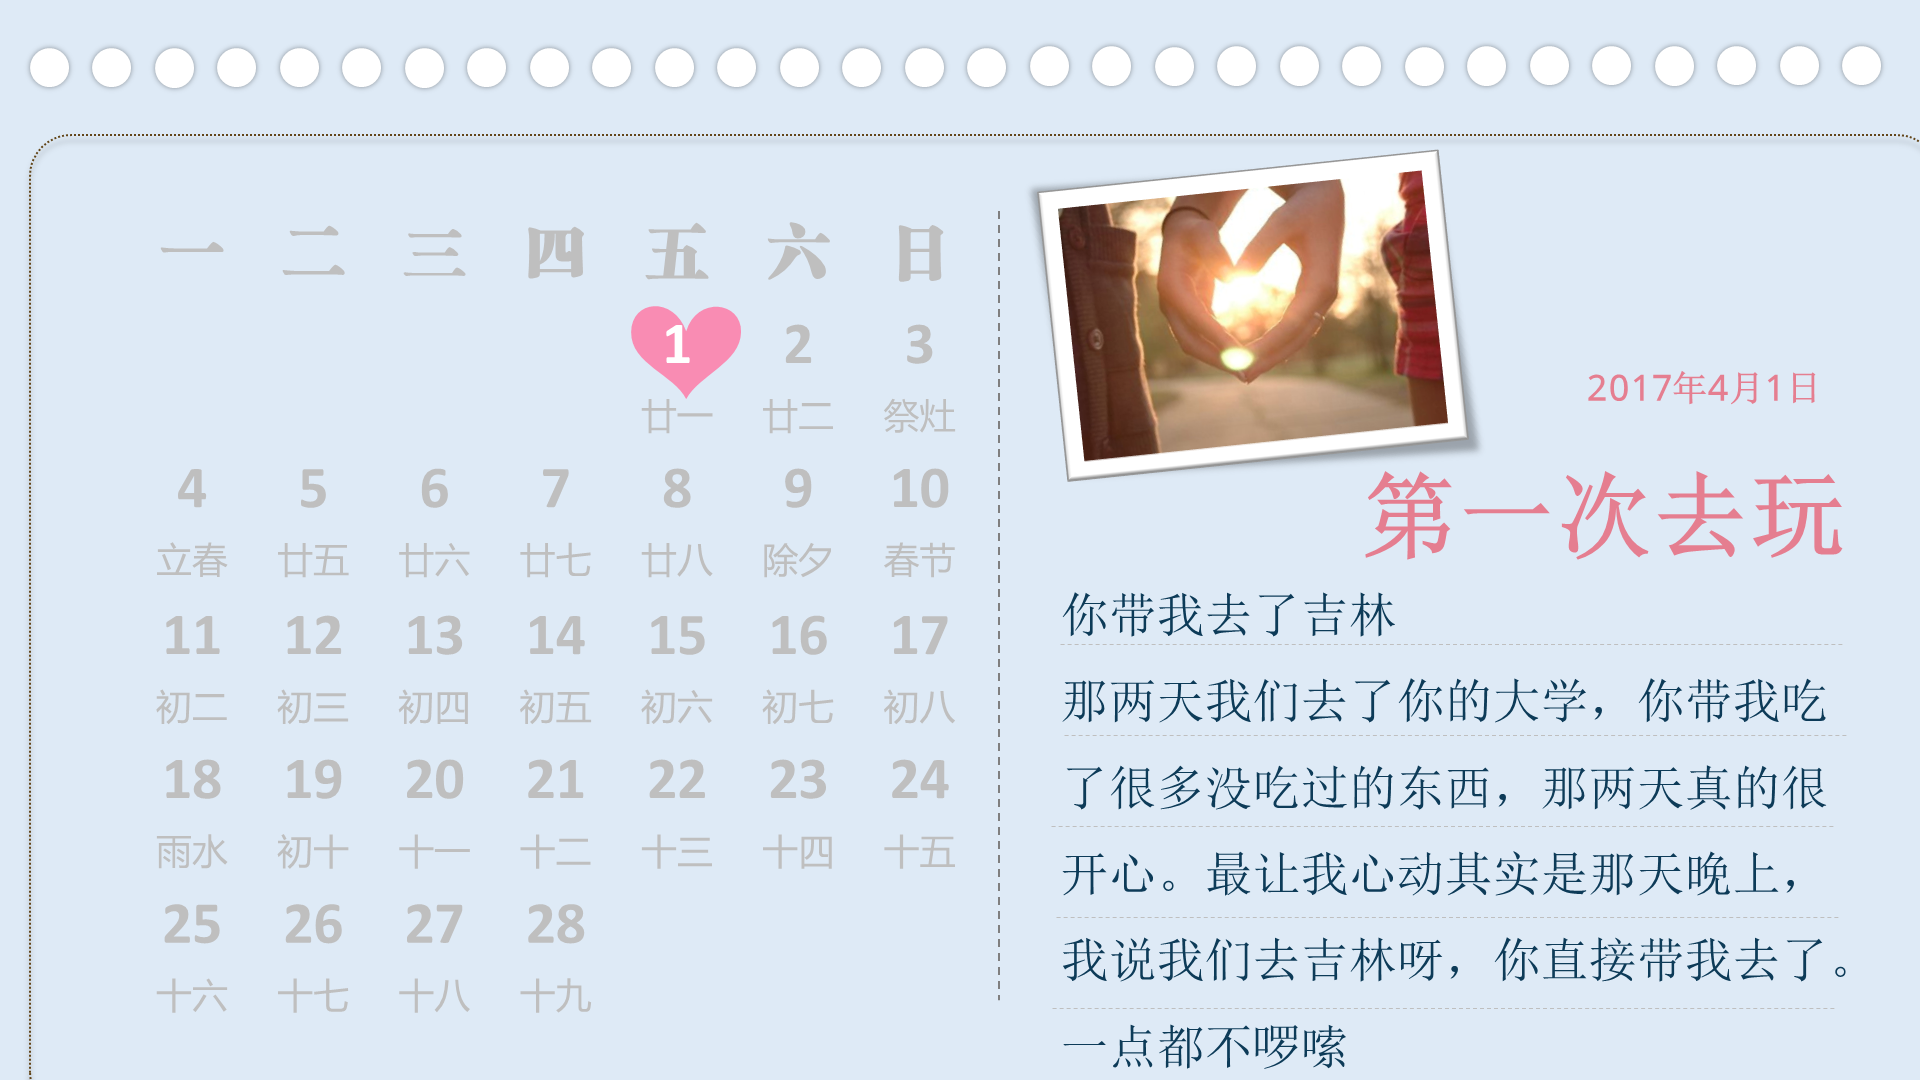 一 二 三 四 五 六 日
1 2 3
廿一 廿二 祭灶
4 5 6 7 8 9 10
立春 廿五 廿六 廿七 廿八 除夕 春节
11 12 13 14 15 16 17
初二 初三 初四 初五 初六 初七 初八
18 19 20 21 22 23 24
雨水 初十 十一 十二 十三 十四 十五
25 26 27 28
十六 十七 十八 十九
2017年4月1日
第一次去玩
你带我去了吉林
那两天我们去了你的大学，你带我吃
了很多没吃过的东西，那两天真的很
开心。最让我心动其实是那天晚上，
我说我们去吉林呀，你直接带我去了。
一点都不啰嗦